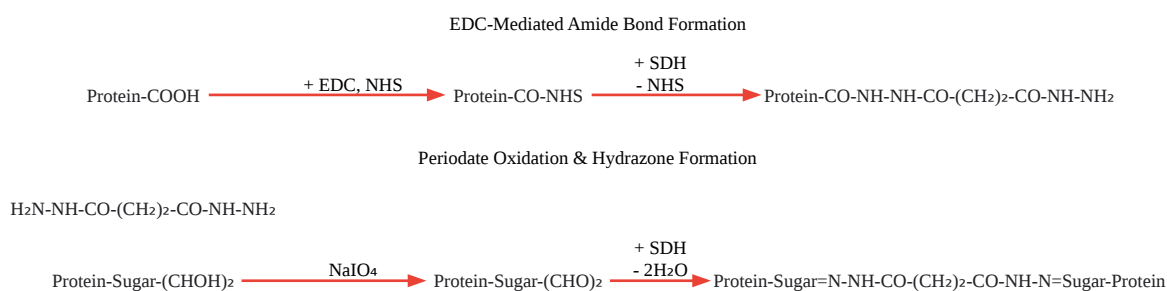 EDC-Mediated Amide Bond Formation
+ SDH
+ EDC, NHS
- NHS
Protein-COOH
Protein-CO-NHS
Protein-CO-NH-NH-CO-(CH₂)₂-CO-NH-NH₂
Periodate Oxidation & Hydrazone Formation
H₂N-NH-CO-(CH₂)₂-CO-NH-NH₂
+ SDH
NaIO₄
- 2H₂O
Protein-Sugar-(CHOH)₂
Protein-Sugar-(CHO)₂
Protein-Sugar=N-NH-CO-(CH₂)₂-CO-NH-N=Sugar-Protein